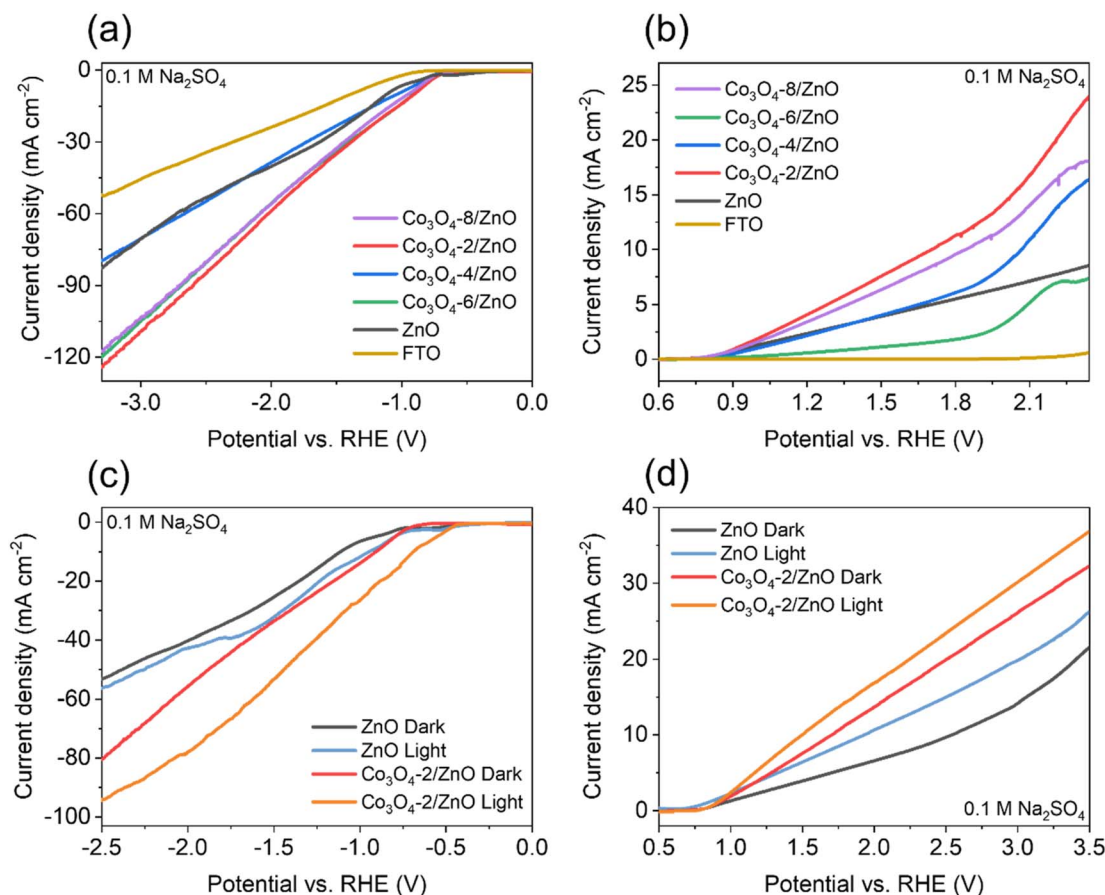 (a)
0.1 M Na₂SO₄
0
-30
-60
-90
-120
Current density (mA cm⁻²)
Co₃O₄-8/ZnO
Co₃O₄-2/ZnO
Co₃O₄-4/ZnO
Co₃O₄-6/ZnO
ZnO
FTO
-3.0 -2.0 -1.0 0.0
Potential vs. RHE (V)
(b)
0.1 M Na₂SO₄
25
20
15
10
5
0
Current density (mA cm⁻²)
Co₃O₄-8/ZnO
Co₃O₄-6/ZnO
Co₃O₄-4/ZnO
Co₃O₄-2/ZnO
ZnO
FTO
0.6 0.9 1.2 1.5 1.8 2.1
Potential vs. RHE (V)
(c)
0.1 M Na₂SO₄
0
-20
-40
-60
-80
-100
Current density (mA cm⁻²)
ZnO Dark
ZnO Light
Co₃O₄-2/ZnO Dark
Co₃O₄-2/ZnO Light
-2.5 -2.0 -1.5 -1.0 -0.5 0.0
Potential vs. RHE (V)
(d)
40
30
20
10
0
Current density (mA cm⁻²)
ZnO Dark
ZnO Light
Co₃O₄-2/ZnO Dark
Co₃O₄-2/ZnO Light
0.1 M Na₂SO₄
0.5 1.0 1.5 2.0 2.5 3.0 3.5
Potential vs. RHE (V)